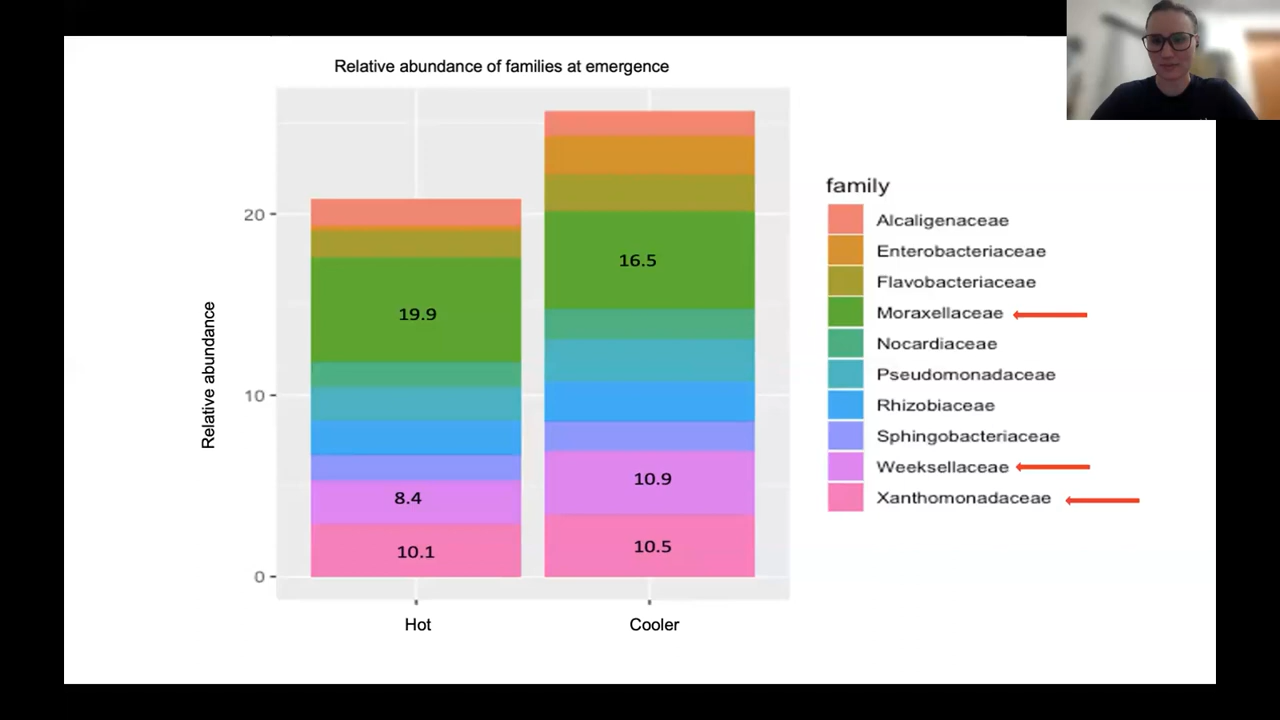 Relative abundance of families at emergence
Relative abundance
20
10
0
19.9
8.4
10.1
16.5
10.9
10.5
Hot
Cooler
family
Alcaligenaceae
Enterobacteriaceae
Flavobacteriaceae
Moraxellaceae
Nocardiaceae
Pseudomonadaceae
Rhizobiaceae
Sphingobacteriaceae
Weeksellaceae
Xanthomonadaceae